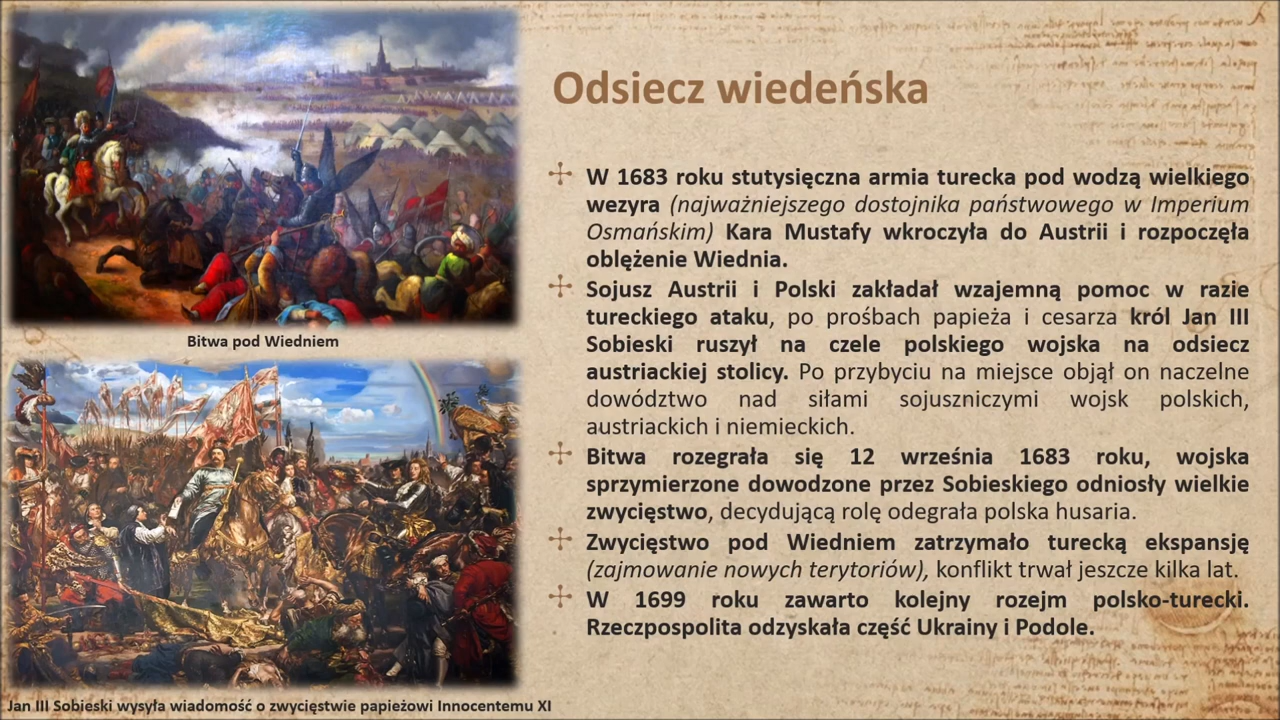 Odsiecz wiedeńska
W 1683 roku stutysięczna armia turecka pod wodzą wielkiego
wezyra (najważniejszego dostojnika państwowego w Imperium
Osmańskim) Kara Mustafy wkroczyła do Austrii i rozpoczęła
oblężenie Wiednia.
Sojusz Austrii i Polski zakładał wzajemną pomoc w razie
tureckiego ataku, po prośbach papieża i cesarza król Jan III
Sobieski ruszył na czele polskiego wojska na odsiecz
austriackiej stolicy. Po przybyciu na miejsce objął on naczelne
dowództwo nad siłami sojuszniczymi wojsk polskich,
austriackich i niemieckich.
Bitwa rozegrała się 12 września 1683 roku, wojska
sprzymierzone dowodzone przez Sobieskiego odniosły wielkie
zwycięstwo, decydującą rolę odegrała polska husaria.
Zwycięstwo pod Wiedniem zatrzymało turecką ekspansję
(zajmowanie nowych terytoriów), konflikt trwał jeszcze kilka lat.
W 1699 roku zawarto kolejny rozejm polsko-turecki.
Rzeczpospolita odzyskała część Ukrainy i Podole.
Bitwa pod Wiedniem
Jan III Sobieski wysyła wiadomość o zwycięstwie papieżowi Innocentemu XI